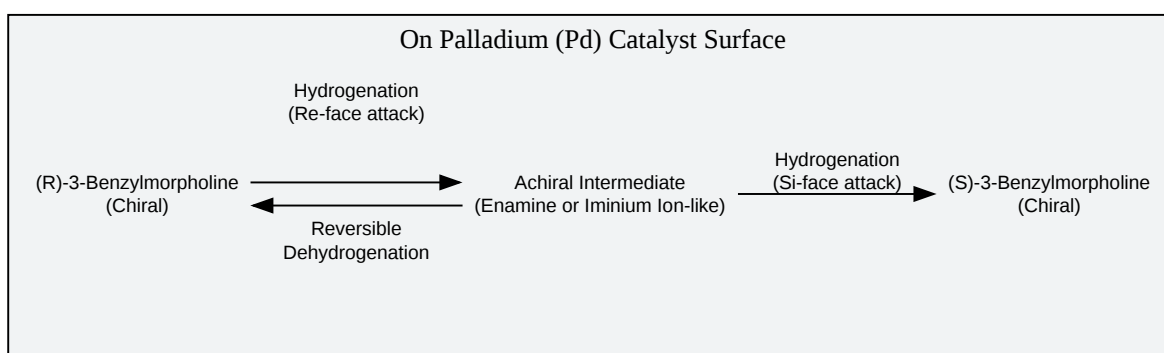 On Palladium (Pd) Catalyst Surface
Hydrogenation
(Re-face attack)
(R)-3-Benzylmorpholine
(Chiral)
Reversible
Dehydrogenation
Achiral Intermediate
(Enamine or Iminium Ion-like)
Hydrogenation
(Si-face attack)
(S)-3-Benzylmorpholine
(Chiral)